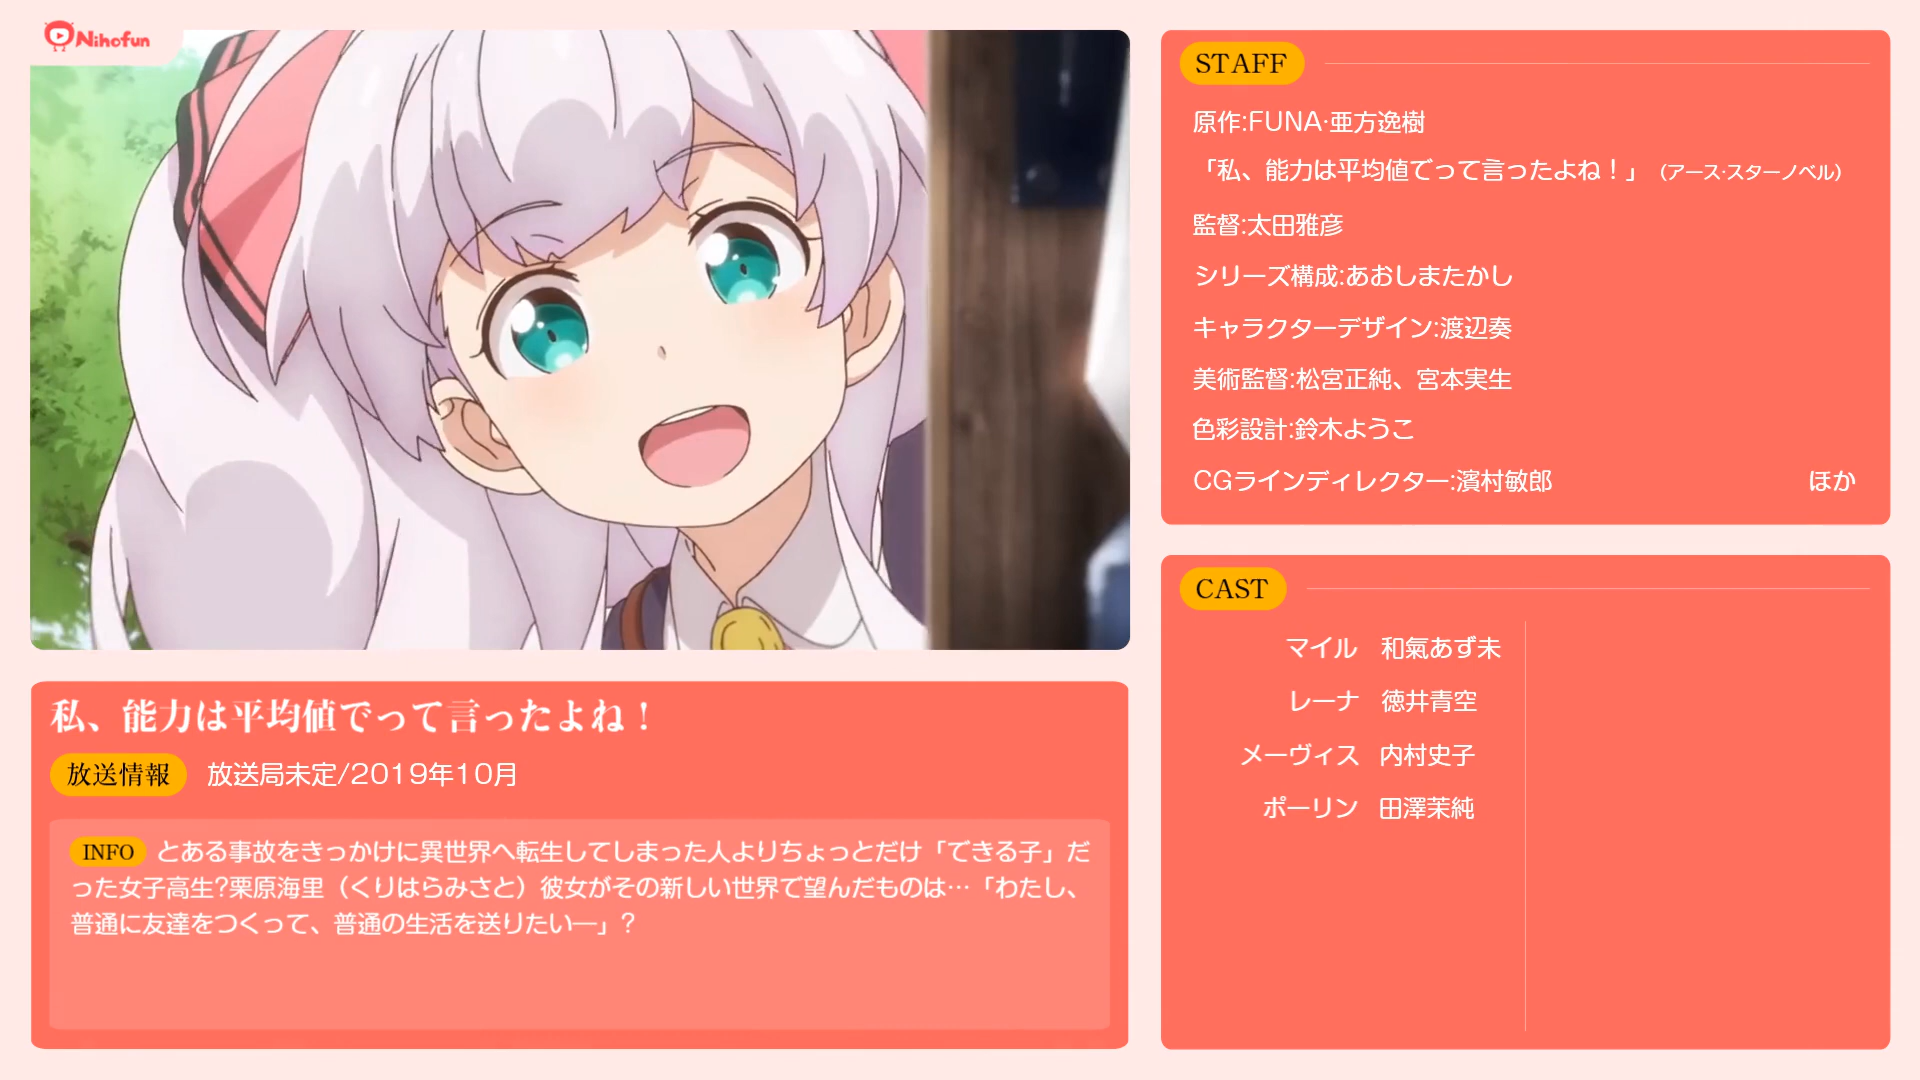 Nihofun
私、能力は平均値でって言ったよね！
放送情報 放送局未定/2019年10月
INFO とある事故をきっかけに異世界へ転生してしまった人よりちょっとだけ「できる子」だ
った女子高生?栗原海里（くりはらみさと）彼女がその新しい世界で望んだものは…「わたし、
普通に友達をつくって、普通の生活を送りたい―」?
STAFF
原作:FUNA·亜方逸樹
「私、能力は平均値でって言ったよね！」（アース·スターノベル）
監督:太田雅彦
シリーズ構成:あおしまたかし
キャラクターデザイン:渡辺奏
美術監督:松宮正純、宮本実生
色彩設計:鈴木ようこ
CGラインディレクター:濱村敏郎 ほか
CAST
マイル 和氣あず未
レーナ 徳井青空
メーヴィス 内村史子
ポーリン 田澤茉純